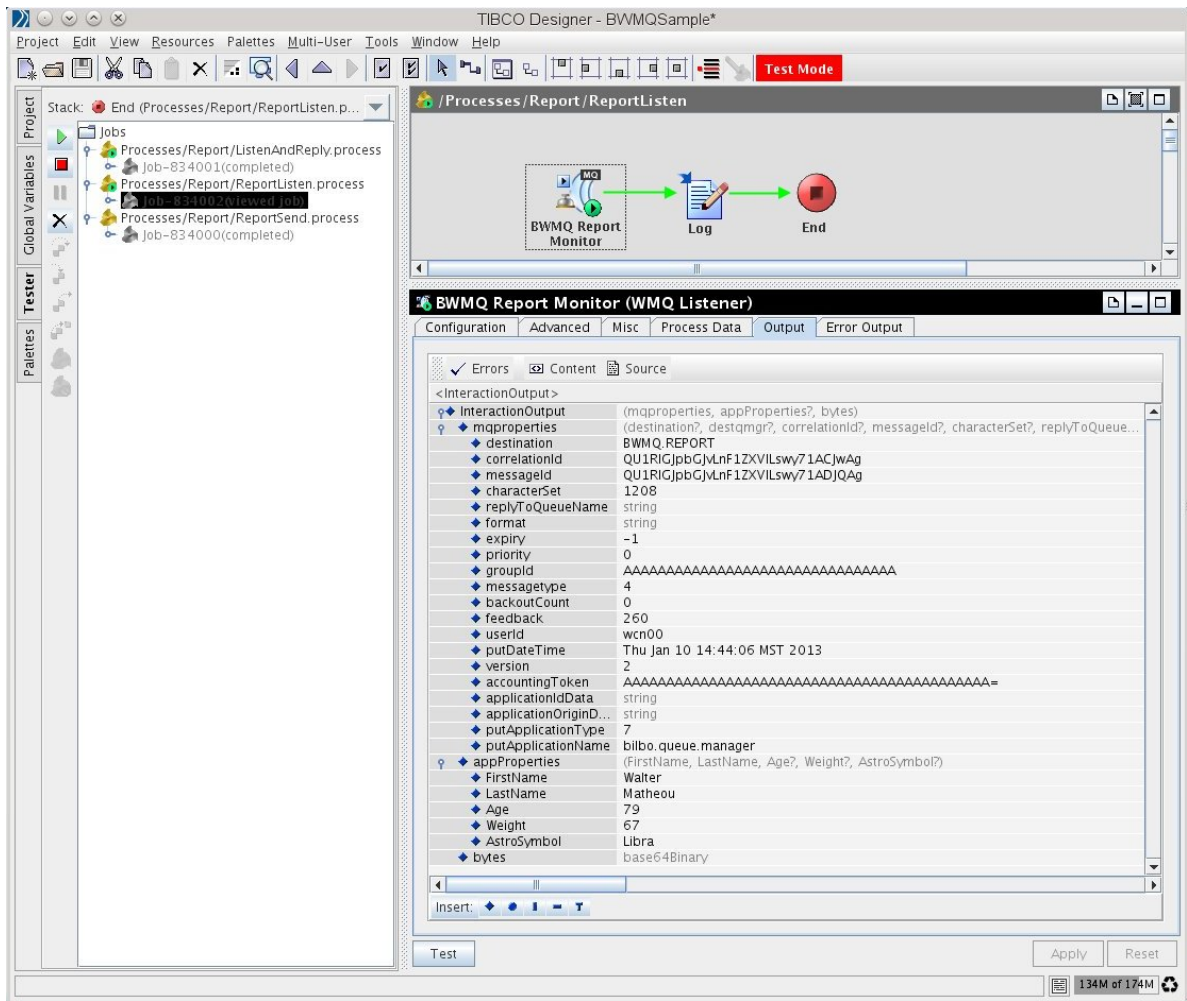 TIBCO Designer - BWMQSample*
Project Edit View Resources Palettes Multi-User Tools Window Help
Test Mode
Project
Global Variables
Tester
Palettes
Stack: End (Processes/Report/ReportListen.p...
Jobs
Processes/Report/ListenAndReply.process
Job-834001(completed)
Processes/Report/ReportListen.process
Job-834002(viewed job)
Processes/Report/ReportSend.process
Job-834000(completed)
/Processes/Report/ReportListen
MQ
BWMQ Report Monitor
Log
End
BWMQ Report Monitor (WMQ Listener)
Configuration Advanced Misc Process Data Output Error Output
Errors Content Source
<InteractionOutput>
InteractionOutput (mqproperties, appProperties?, bytes)
mqproperties (destination?, destqmgr?, correlationId?, messageId?, characterSet?, replyToQueue...
destination BWMQ.REPORT
correlationId QU1RIGJpbGJvLnF1ZXVlLswy71ACJwAg
messageId QU1RIGJpbGJvLnF1ZXVlLswy71ADJQAg
characterSet 1208
replyToQueueName string
format string
expiry -1
priority 0
groupId AAAAAAAAAAAAAAAAAAAAAAAAAAAAAAAA
messagetype 4
backoutCount 0
feedback 260
userId wcn00
putDateTime Thu Jan 10 14:44:06 MST 2013
version 2
accountingToken AAAAAAAAAAAAAAAAAAAAAAAAAAAAAAAAAAAAAAAAAAA=
applicationIdData string
applicationOriginD... string
putApplicationType 7
putApplicationName bilbo.queue.manager
appProperties (FirstName, LastName, Age?, Weight?, AstroSymbol?)
FirstName Walter
LastName Matheou
Age 79
Weight 67
AstroSymbol Libra
bytes base64Binary
Insert: T
Test Apply Reset
134M of 174M